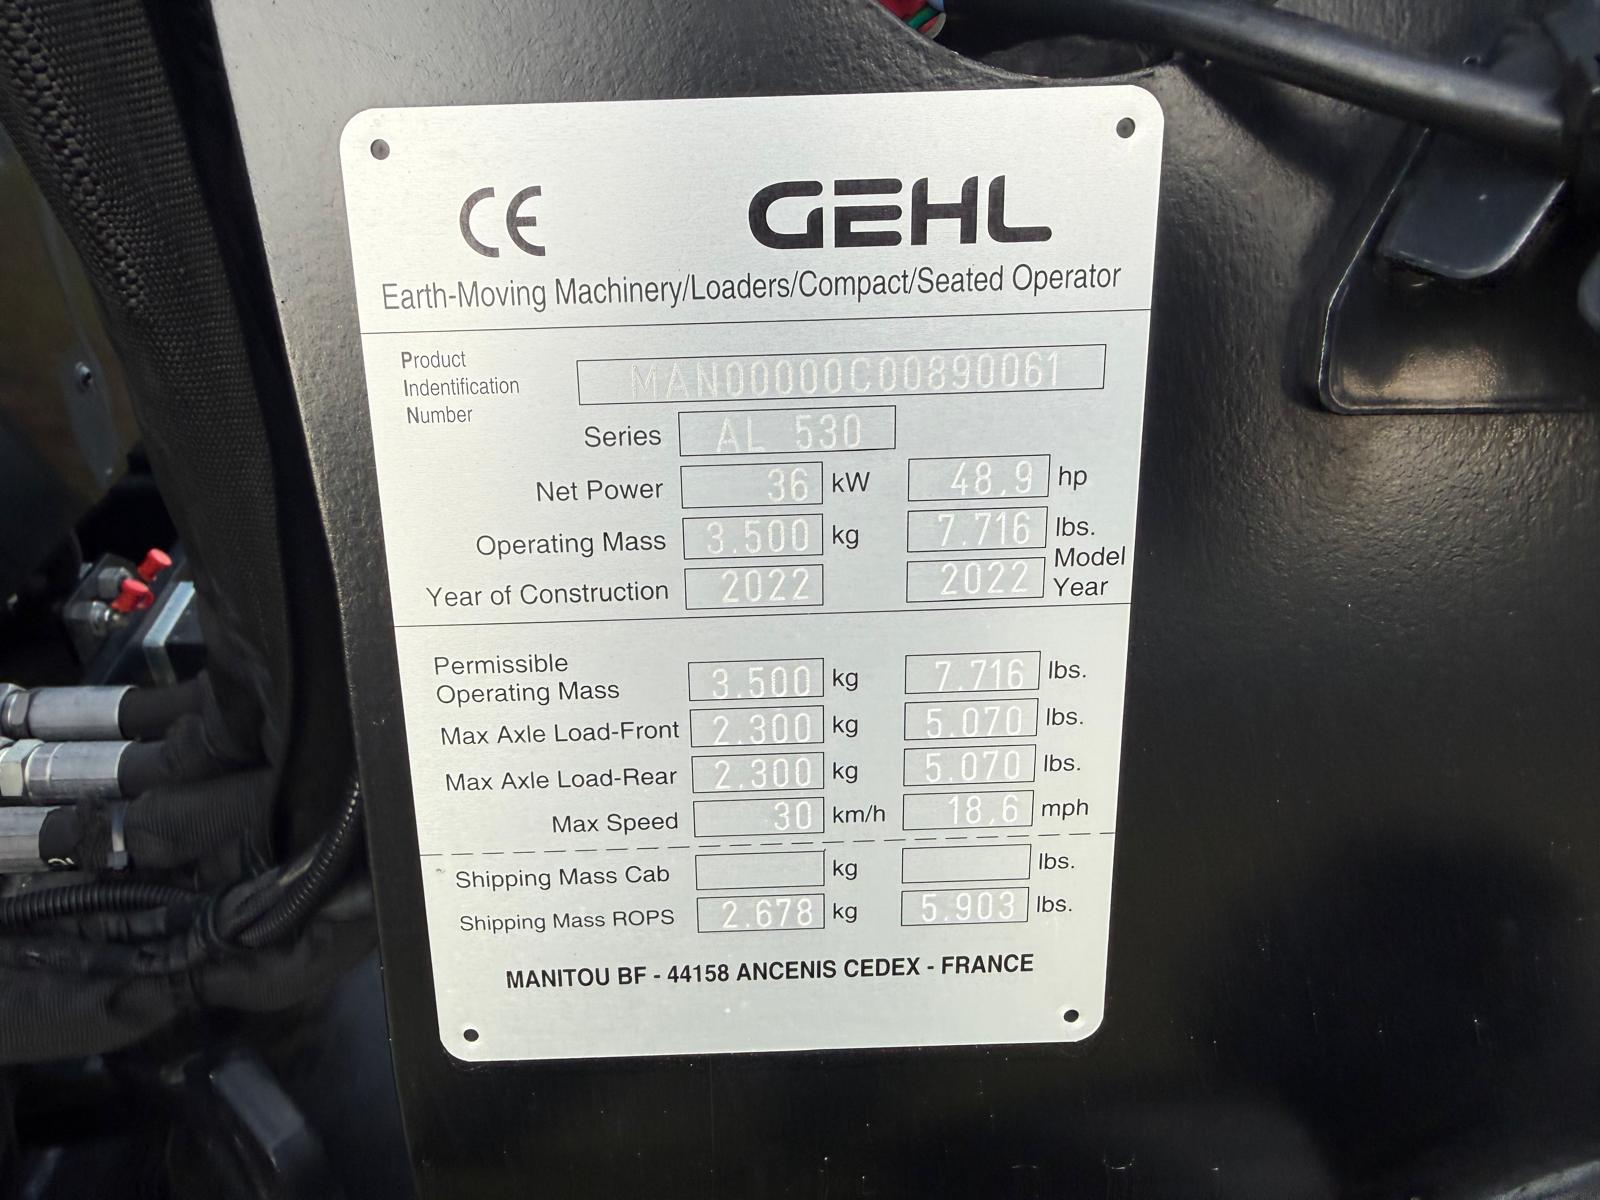 CE GEHL
Earth-Moving Machinery/Loaders/Compact/Seated Operator
Product
Indentification
Number
MAN00000C00890061
Series AL 530
Net Power 36 kW 48.9 hp
Operating Mass 3.500 kg 7.716 lbs.
Year of Construction 2022 2022 Model Year
Permissible
Operating Mass 3.500 kg 7.716 lbs.
Max Axle Load-Front 2.300 kg 5.070 lbs.
Max Axle Load-Rear 2.300 kg 5.070 lbs.
Max Speed 30 km/h 18.6 mph
Shipping Mass Cab kg lbs.
Shipping Mass ROPS 2.678 kg 5.903 lbs.
MANITOU BF - 44158 ANCENIS CEDEX - FRANCE